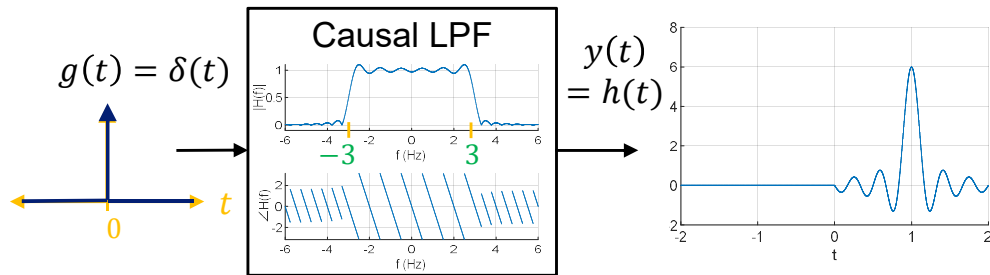 Causal LPF
g(t) = δ(t)
t
0
|H(f)|
1
0.5
0
-6 -4 -2 0 2 4 6
−3 f (Hz) 3
∠H(f)
2
0
-2
-6 -4 -2 0 2 4 6
f (Hz)
y(t)
= h(t)
8
6
4
2
0
2
-2 -1 0 1 2
t